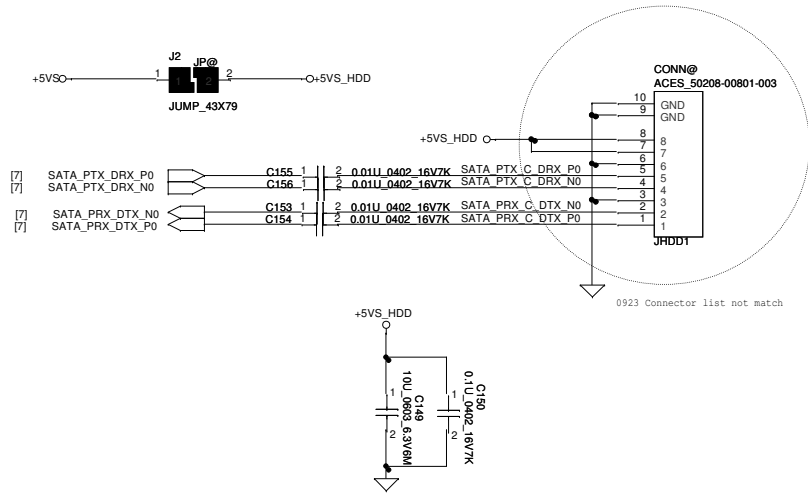 J2
JP@
+5VS
1
1
2
2
+5VS_HDD
JUMP_43X79
CONN@
ACES_50208-00801-003
10
GND
9
GND
+5VS_HDD
8
8
7
7
6
6
[7]
SATA_PTX_DRX_P0
C155
1
2
0.01U_0402_16V7K
SATA_PTX_C_DRX_P0
5
5
[7]
SATA_PTX_DRX_N0
C156
1
2
0.01U_0402_16V7K
SATA_PTX_C_DRX_N0
4
4
3
3
[7]
SATA_PRX_DTX_N0
C153
1
2
0.01U_0402_16V7K
SATA_PRX_C_DTX_N0
2
2
[7]
SATA_PRX_DTX_P0
C154
1
2
0.01U_0402_16V7K
SATA_PRX_C_DTX_P0
1
1
JHDD1
0923 Connector list not match
+5VS_HDD
1
2
C149
10U_0603_6.3V6M
1
2
C150
0.1U_0402_16V7K